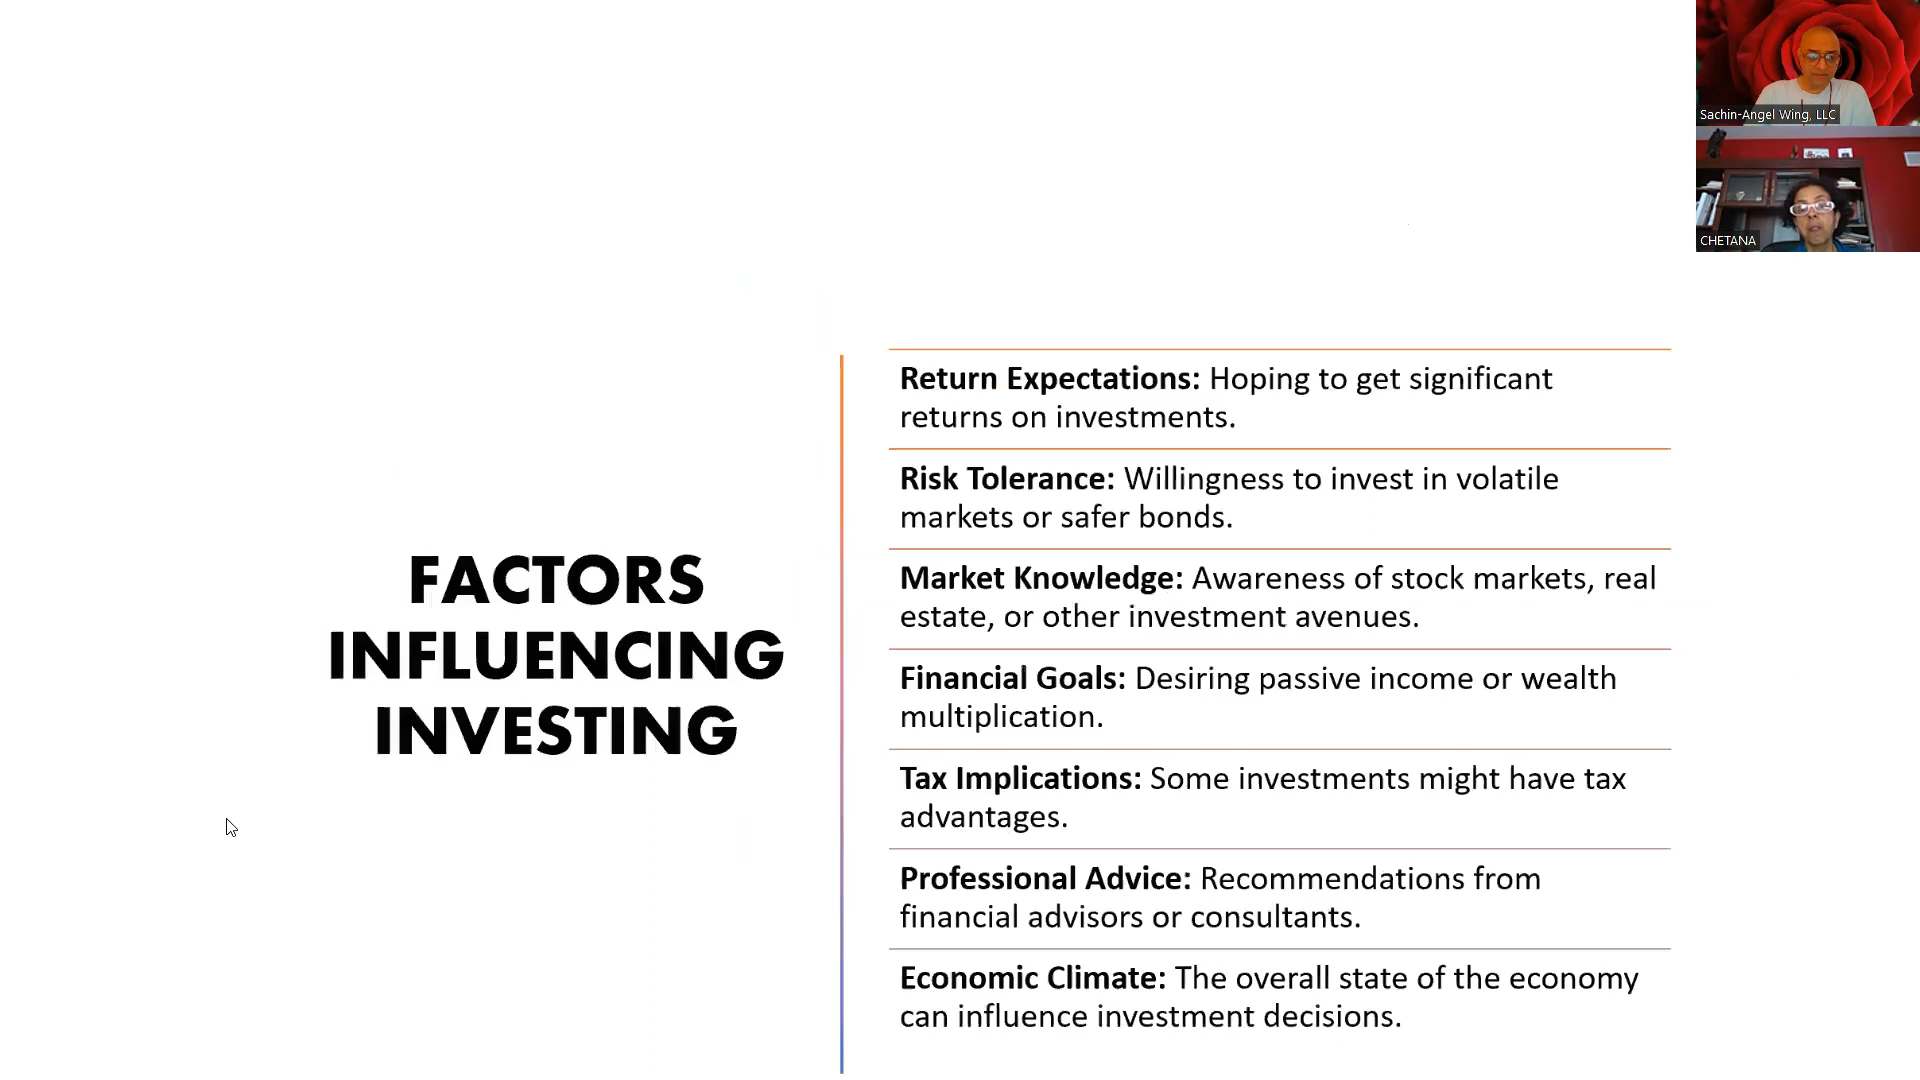 Sachin-Angel Wing, LLC
CHETANA
FACTORS
INFLUENCING
INVESTING
Return Expectations: Hoping to get significant
returns on investments.
Risk Tolerance: Willingness to invest in volatile
markets or safer bonds.
Market Knowledge: Awareness of stock markets, real
estate, or other investment avenues.
Financial Goals: Desiring passive income or wealth
multiplication.
Tax Implications: Some investments might have tax
advantages.
Professional Advice: Recommendations from
financial advisors or consultants.
Economic Climate: The overall state of the economy
can influence investment decisions.